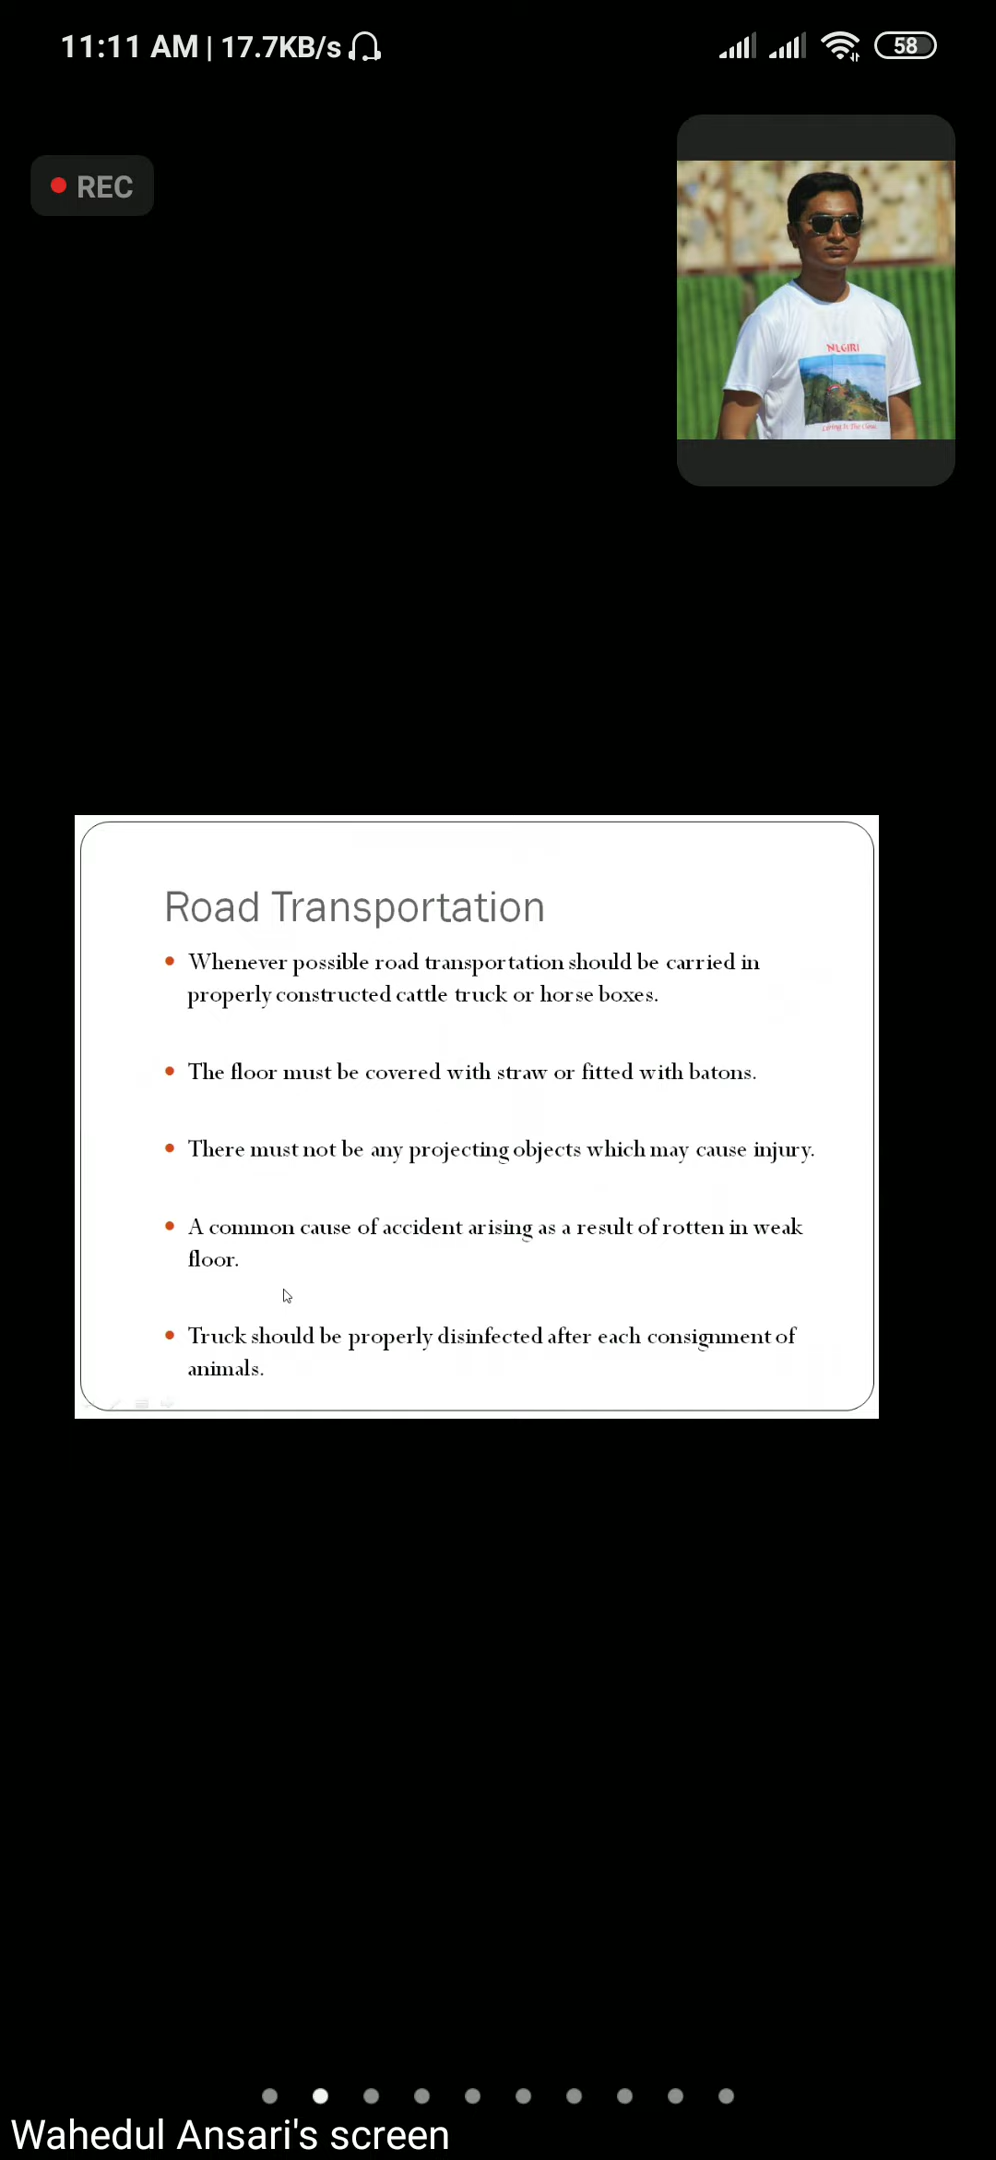 11:11 AM | 17.7KB/s
58
REC
NILGIRI
Road Transportation
• Whenever possible road transportation should be carried in
properly constructed cattle truck or horse boxes.
• The floor must be covered with straw or fitted with batons.
• There must not be any projecting objects which may cause injury.
• A common cause of accident arising as a result of rotten in weak
floor.
• Truck should be properly disinfected after each consignment of
animals.
Wahedul Ansari's screen